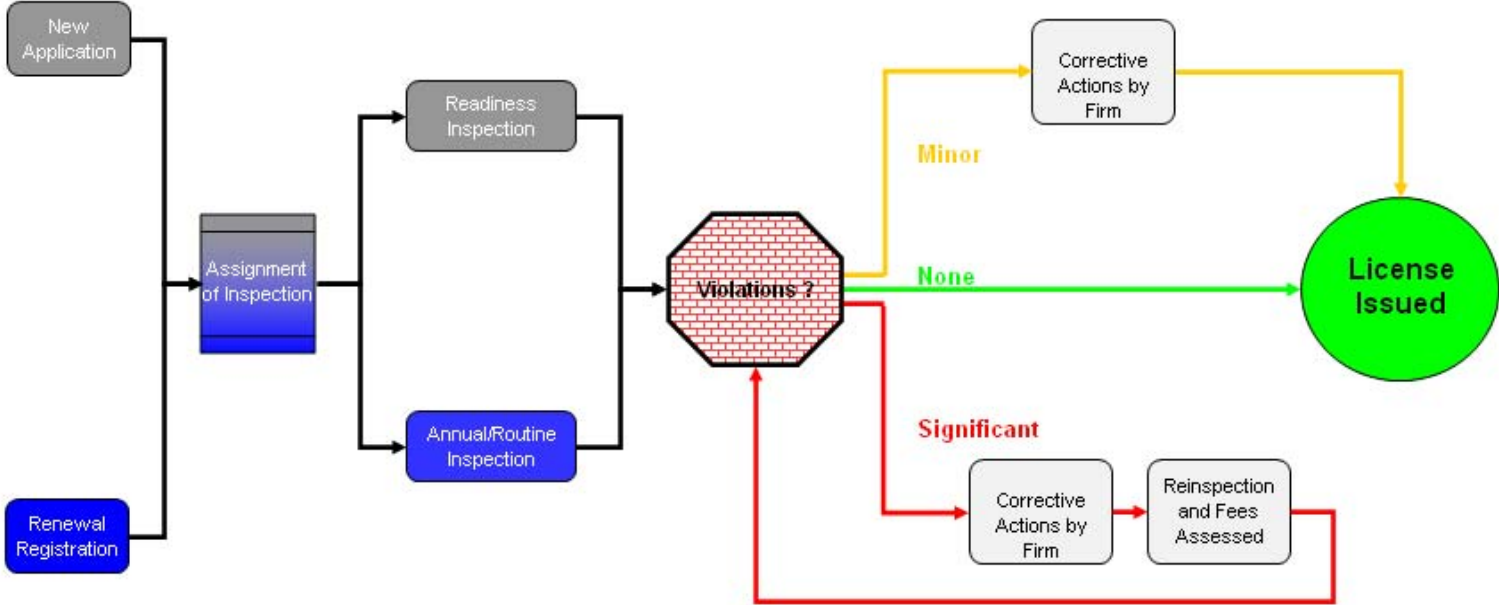 New
Application
Readiness
Inspection
Assignment
of Inspection
Annual/Routine
Inspection
Renewal
Registration
Violations ?
Minor
Corrective
Actions by
Firm
None
License
Issued
Significant
Corrective
Actions by
Firm
Reinspection
and Fees
Assessed